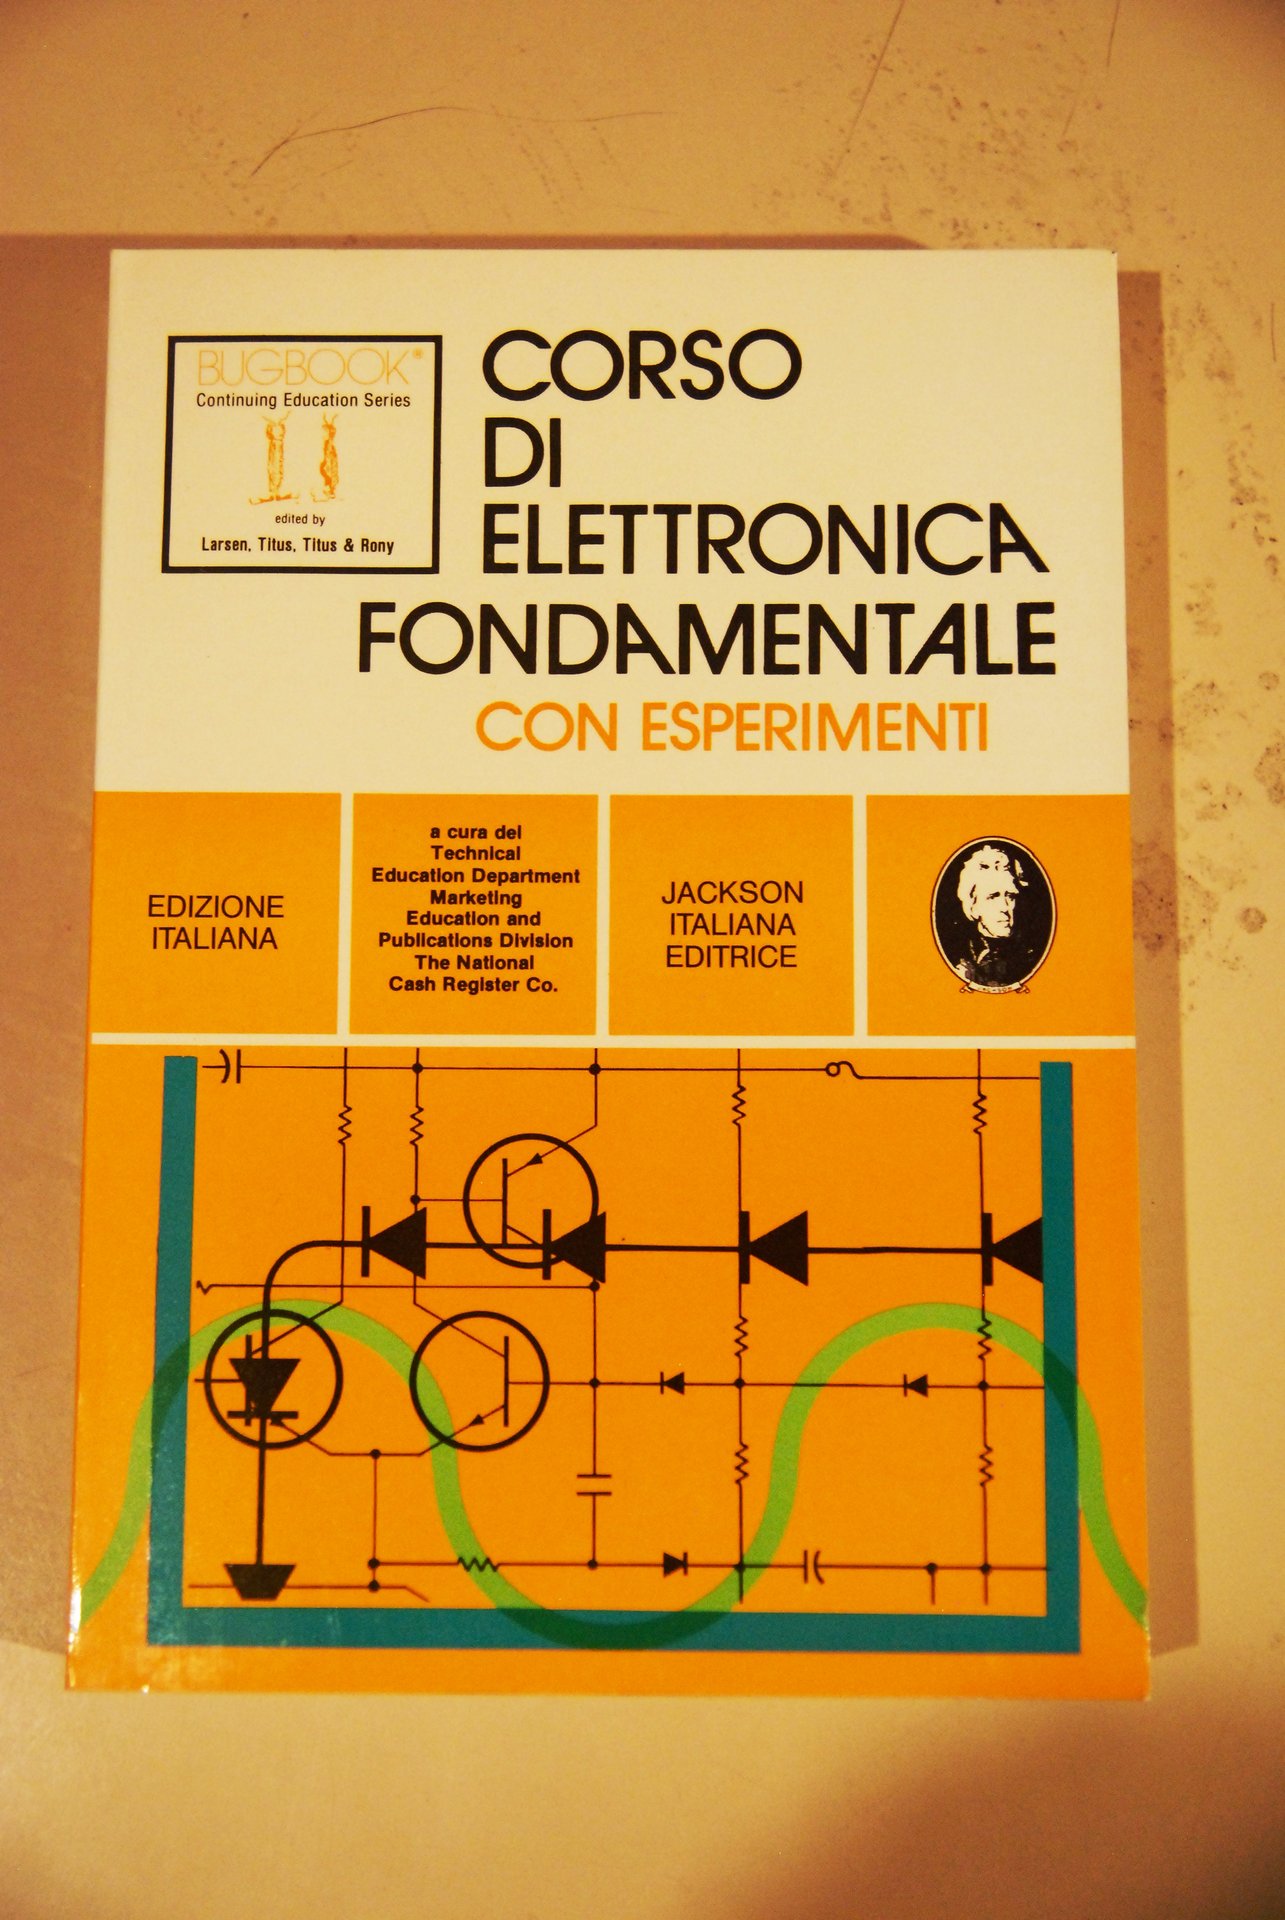 BUGBOOK®
Continuing Education Series
edited by
Larsen, Titus, Titus & Rony
CORSO
DI
ELETTRONICA
FONDAMENTALE
CON ESPERIMENTI
EDIZIONE
ITALIANA
a cura del
Technical
Education Department
Marketing
Education and
Publications Division
The National
Cash Register Co.
JACKSON
ITALIANA
EDITRICE